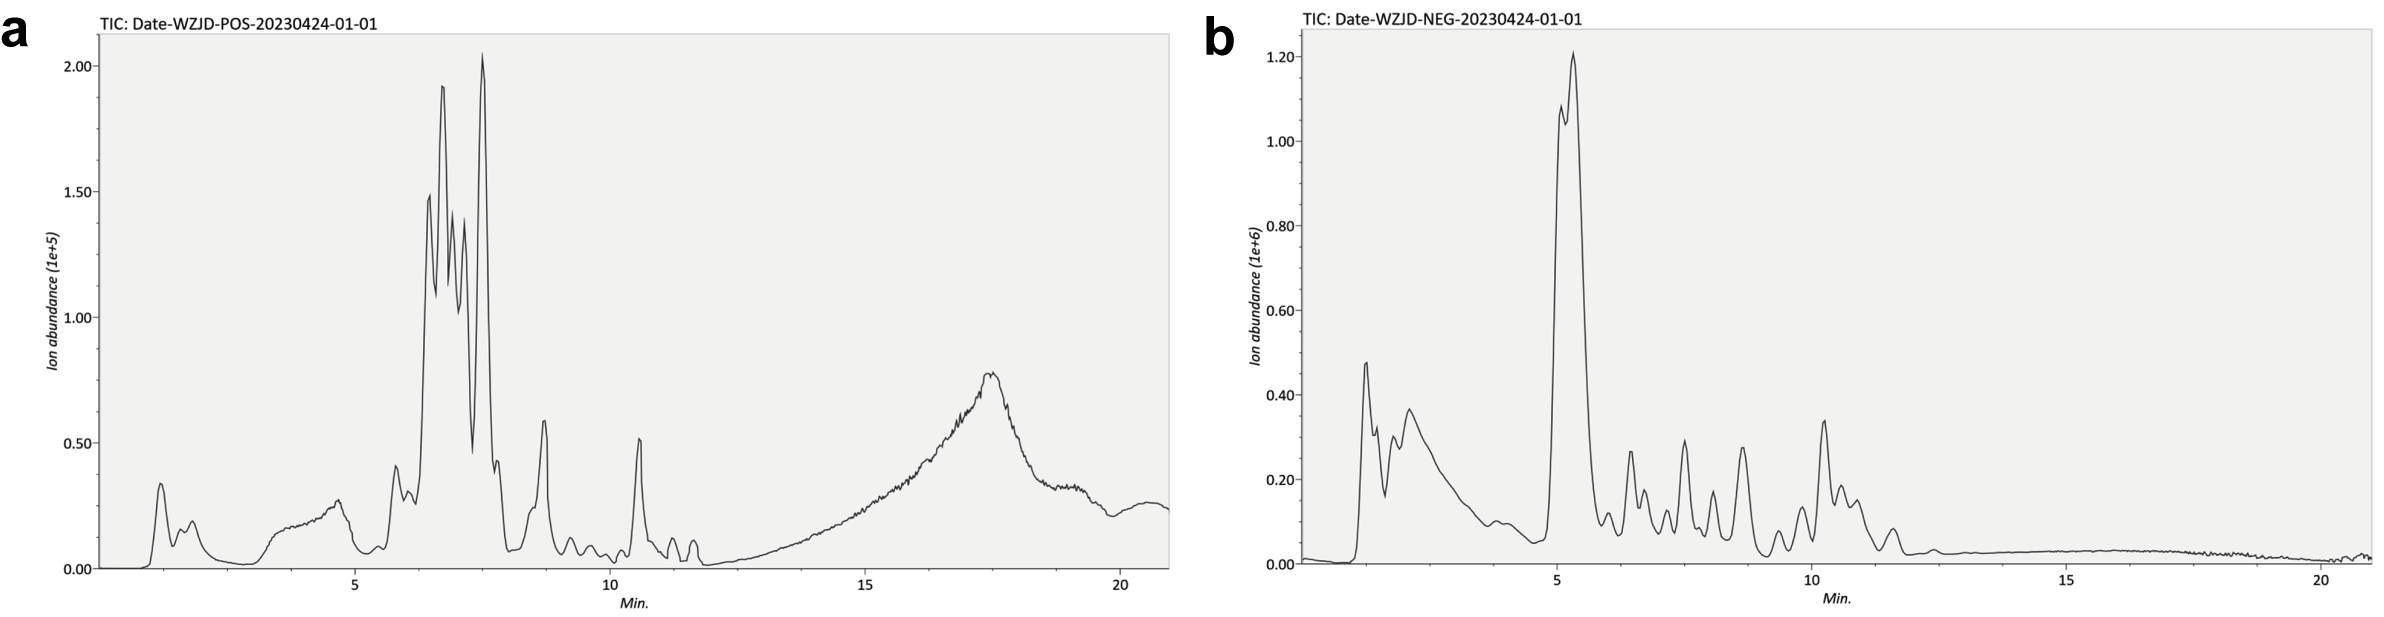 a
TIC: Date-WZJD-POS-20230424-01-01
Ion abundance (1e+5)
2.00
1.50
1.00
0.50
0.00
5
10
15
20
Min.
b
TIC: Date-WZJD-NEG-20230424-01-01
Ion abundance (1e+6)
1.20
1.00
0.80
0.60
0.40
0.20
0.00
5
10
15
20
Min.